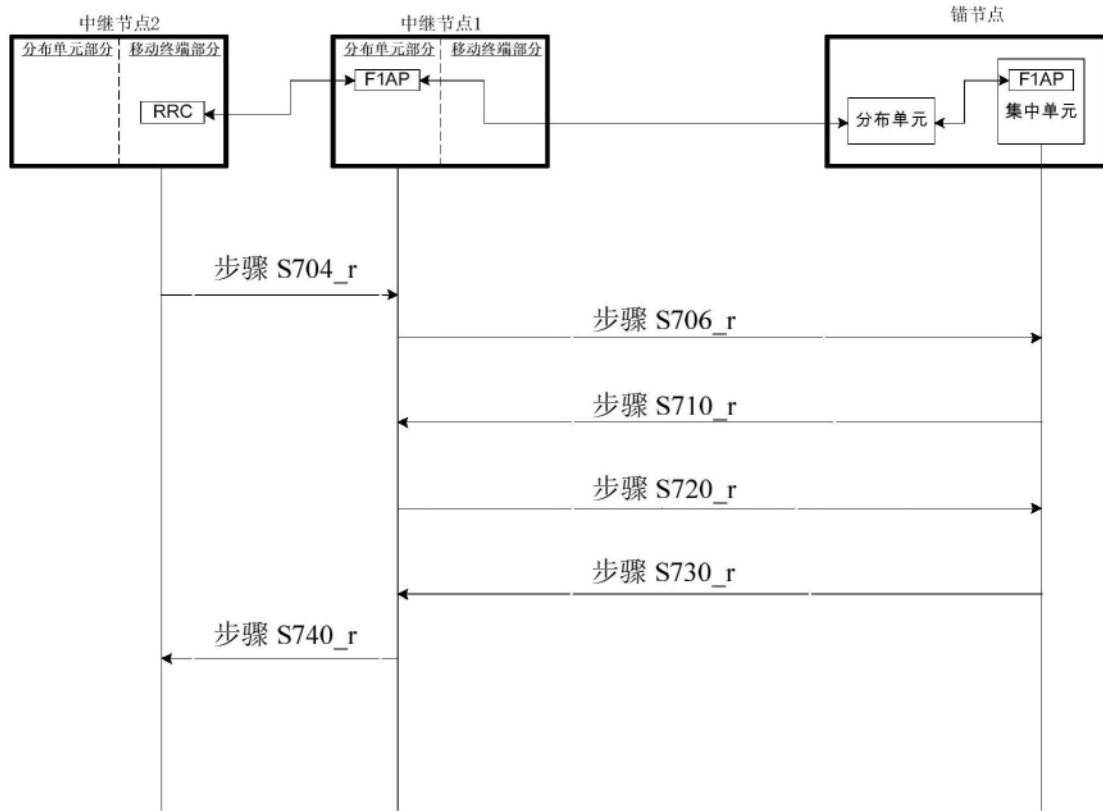 中继节点2
中继节点1
锚节点
分布单元部分
移动终端部分
分布单元部分
移动终端部分
F1AP
F1AP
RRC
分布单元
集中单元
步骤 S704_r
步骤 S706_r
步骤 S710_r
步骤 S720_r
步骤 S730_r
步骤 S740_r